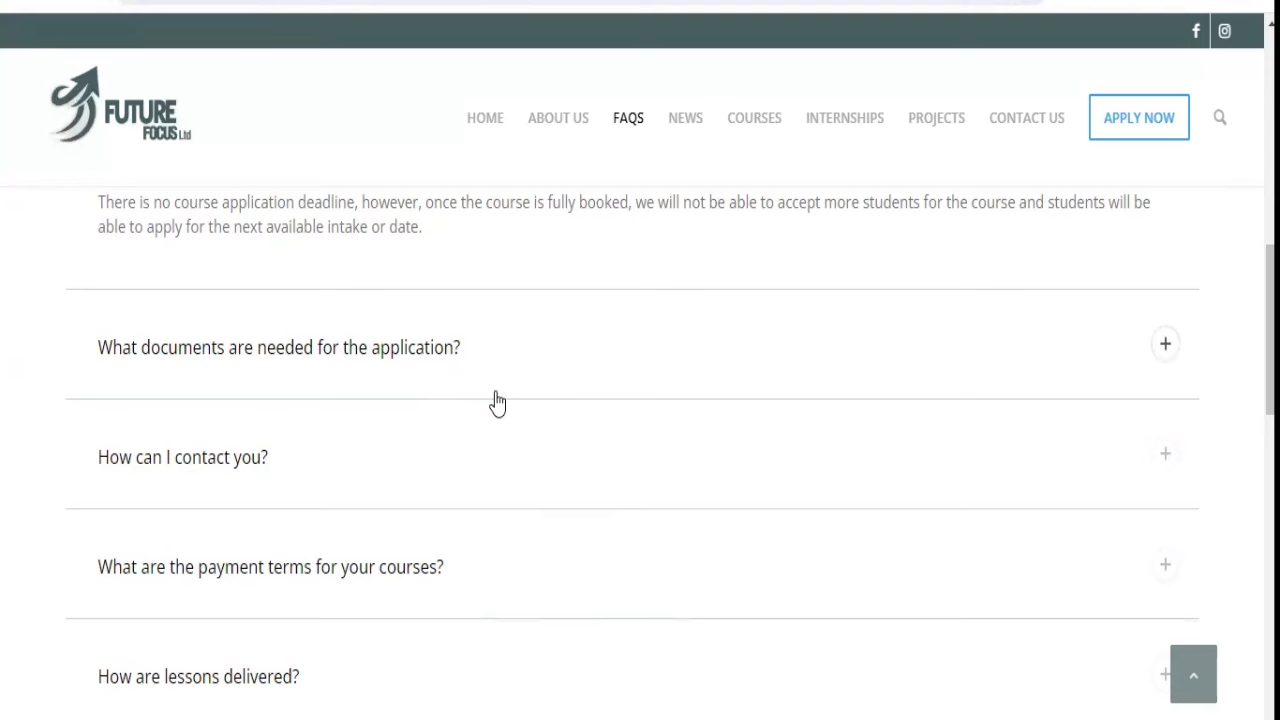 FUTURE
FOCUS Ltd
HOME ABOUT US FAQS NEWS COURSES INTERNSHIPS PROJECTS CONTACT US APPLY NOW
There is no course application deadline, however, once the course is fully booked, we will not be able to accept more students for the course and students will be
able to apply for the next available intake or date.
What documents are needed for the application?
How can I contact you?
What are the payment terms for your courses?
How are lessons delivered?